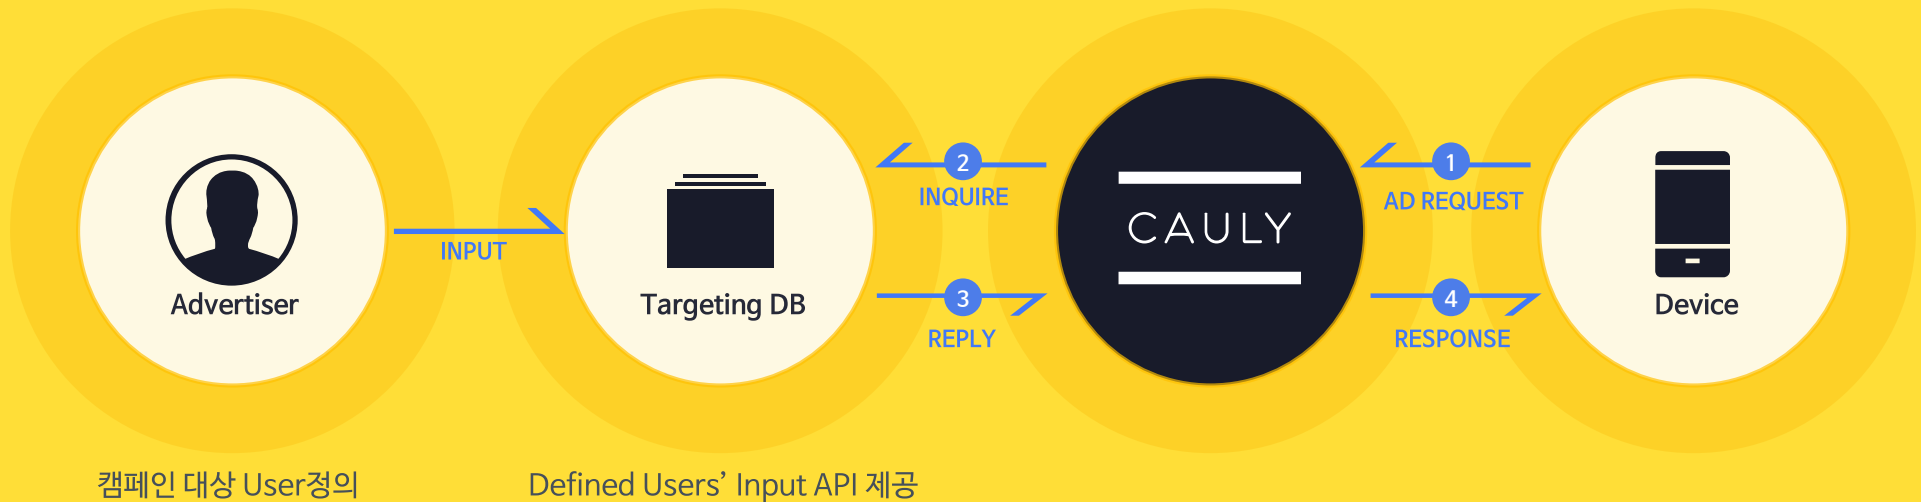 Advertiser
INPUT
Targeting DB
2
INQUIRE
3
REPLY
CAULY
1
AD REQUEST
4
RESPONSE
Device
캠페인 대상 User정의
Defined Users’ Input API 제공